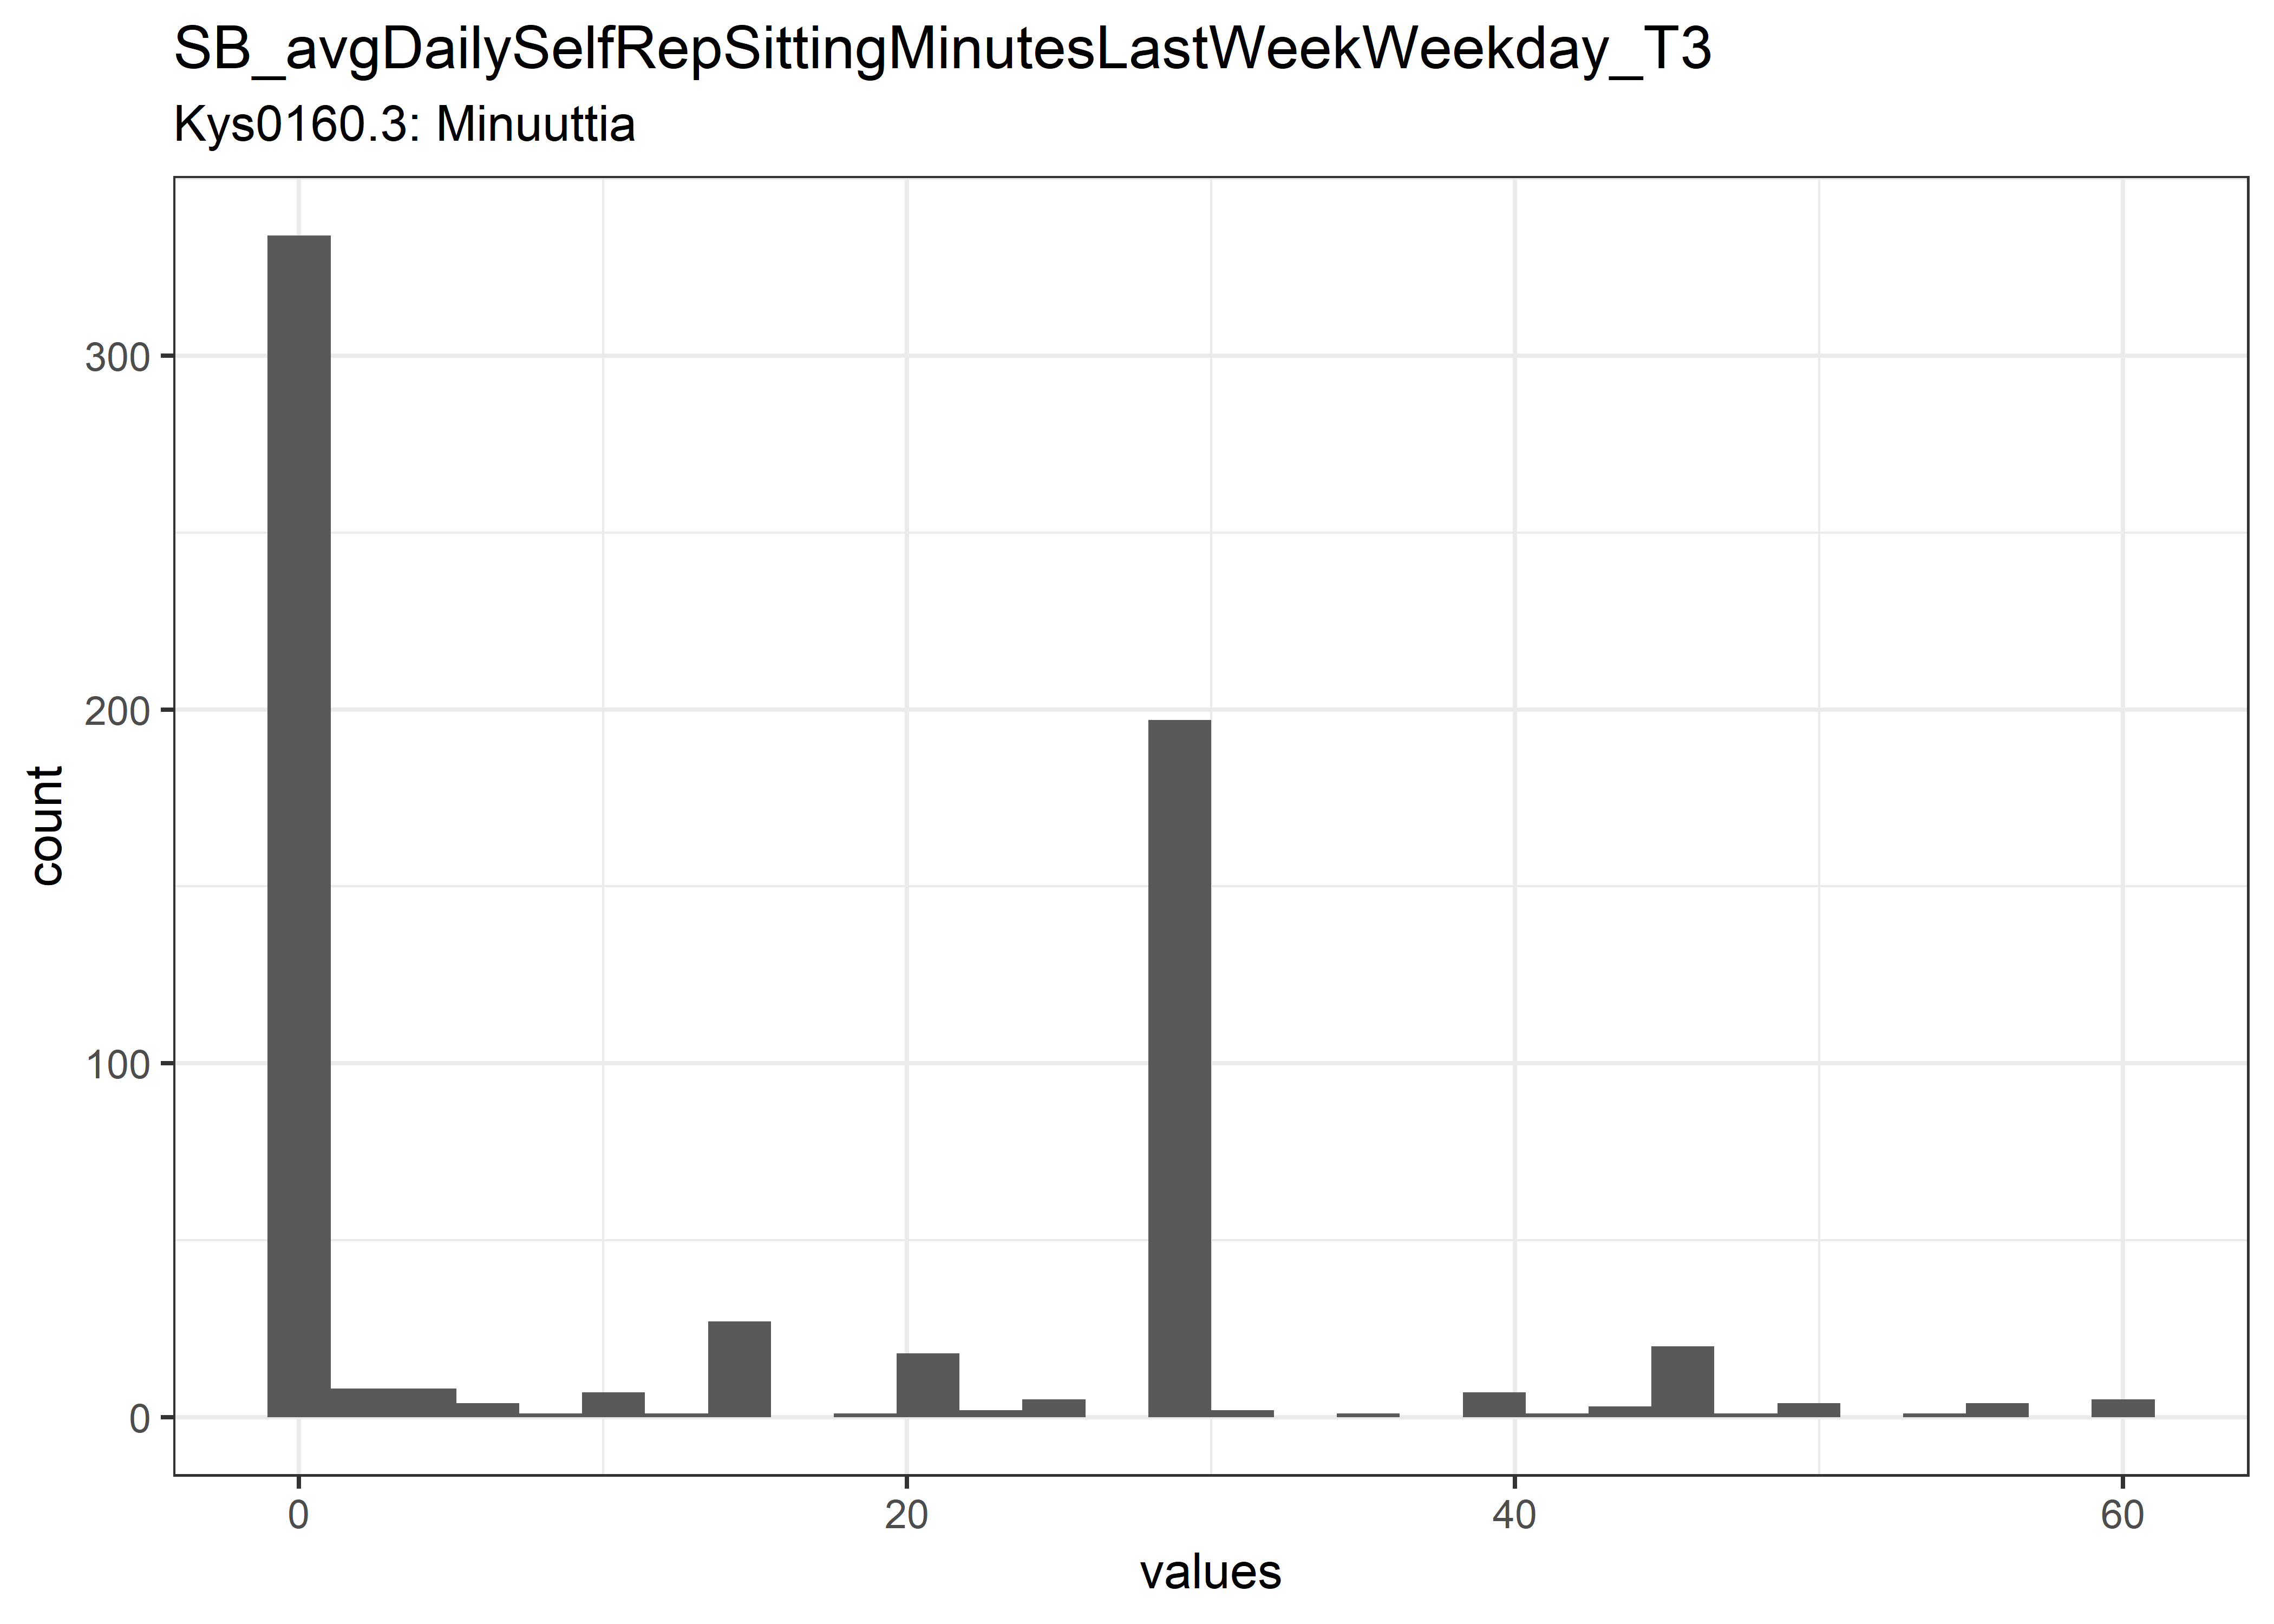 SB_avgDailySelfRepSittingMinutesLastWeekWeekday_T3
Kys0160.3: Minuuttia
300
200
100
0
count
0 20 40 60
values